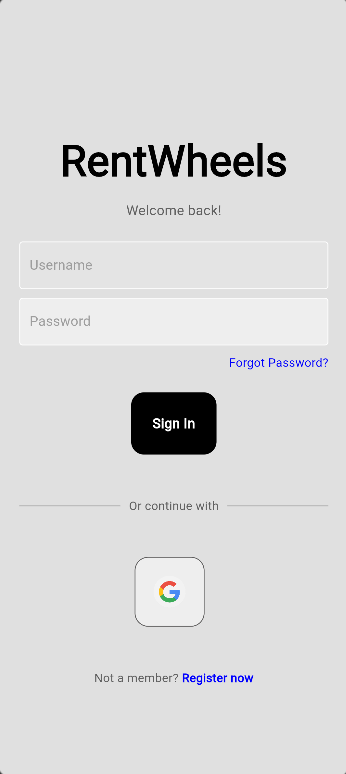 RentWheels
Welcome back!
Username
Password
Forgot Password?
Sign In
Or continue with
Not a member? Register now